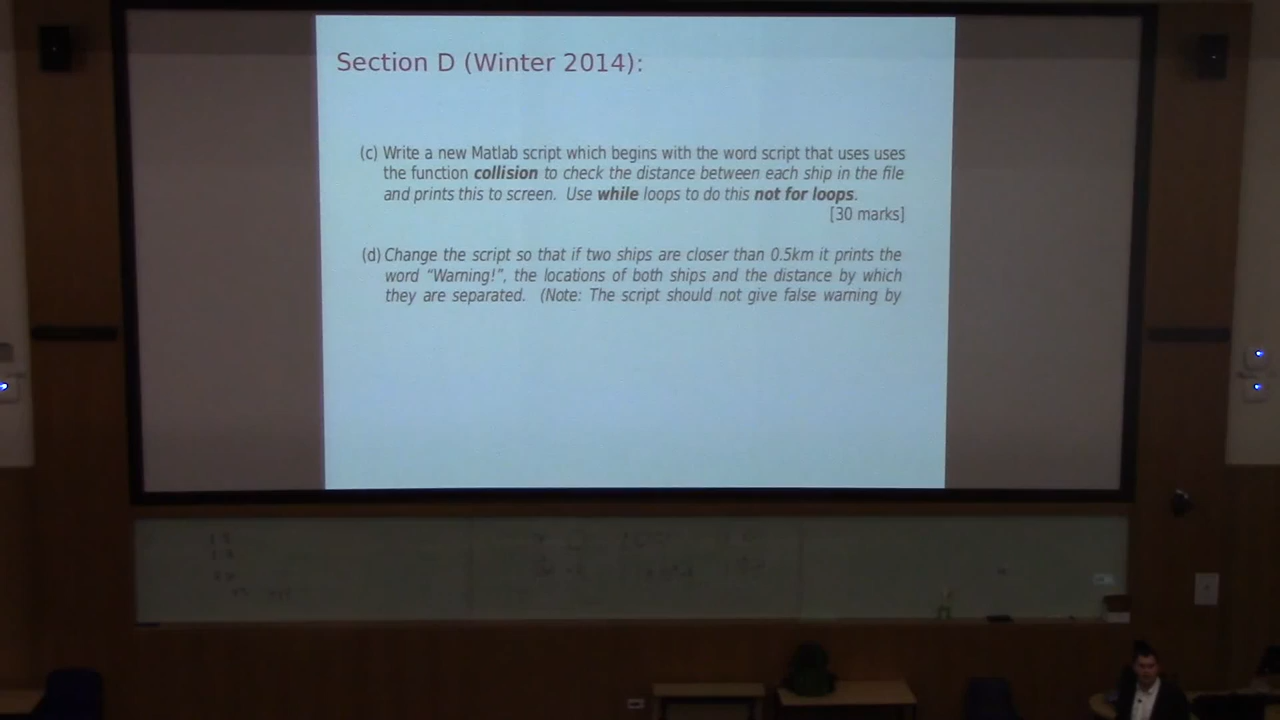 Section D (Winter 2014):
(c) Write a new Matlab script which begins with the word script that uses uses
the function collision to check the distance between each ship in the file
and prints this to screen. Use while loops to do this not for loops.
[30 marks]
(d) Change the script so that if two ships are closer than 0.5km it prints the
word “Warning!”, the locations of both ships and the distance by which
they are separated. (Note: The script should not give false warning by